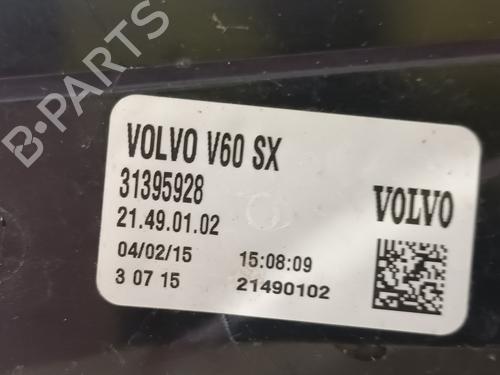 B-PARTS
VOLVO V60 SX
31395928
21.49.01.02
VOLVO
04/02/15 15:08:09
3 07 15 21490102